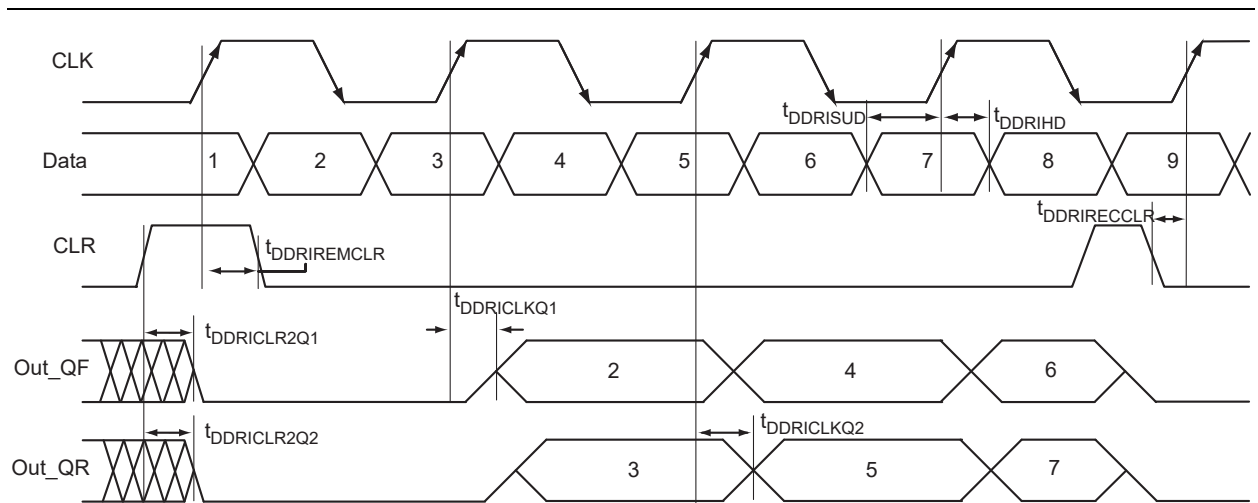 CLK
tDDRISUD
tDDRIHD
Data
1 2 3 4 5 6 7 8 9
tDDRIRECCLR
CLR
tDDRIREMCLR
tDDRICLKQ1
tDDRICLR2Q1
Out_QF
2 4 6
tDDRICLR2Q2
tDDRICLKQ2
Out_QR
3 5 7